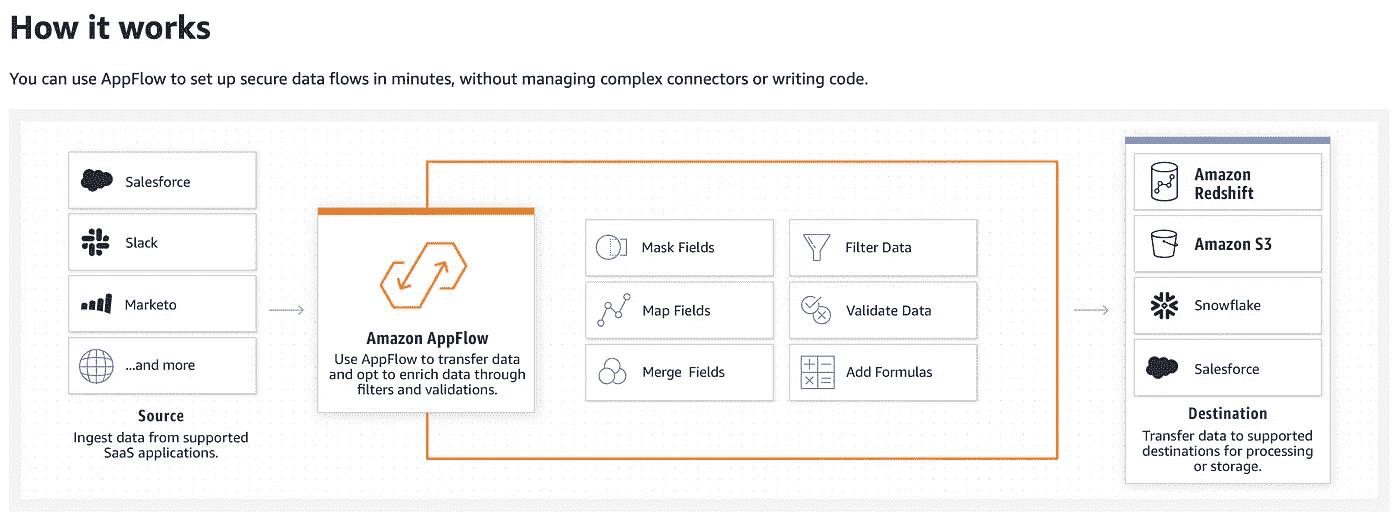 How it works
You can use AppFlow to set up secure data flows in minutes, without managing complex connectors or writing code.
Salesforce
Slack
Marketo
...and more
Source
Ingest data from supported
SaaS applications.
Amazon AppFlow
Use AppFlow to transfer data
and opt to enrich data through
filters and validations.
Mask Fields
Filter Data
Map Fields
Validate Data
Merge Fields
Add Formulas
Amazon
Redshift
Amazon S3
Snowflake
Salesforce
Destination
Transfer data to supported
destinations for processing
or storage.